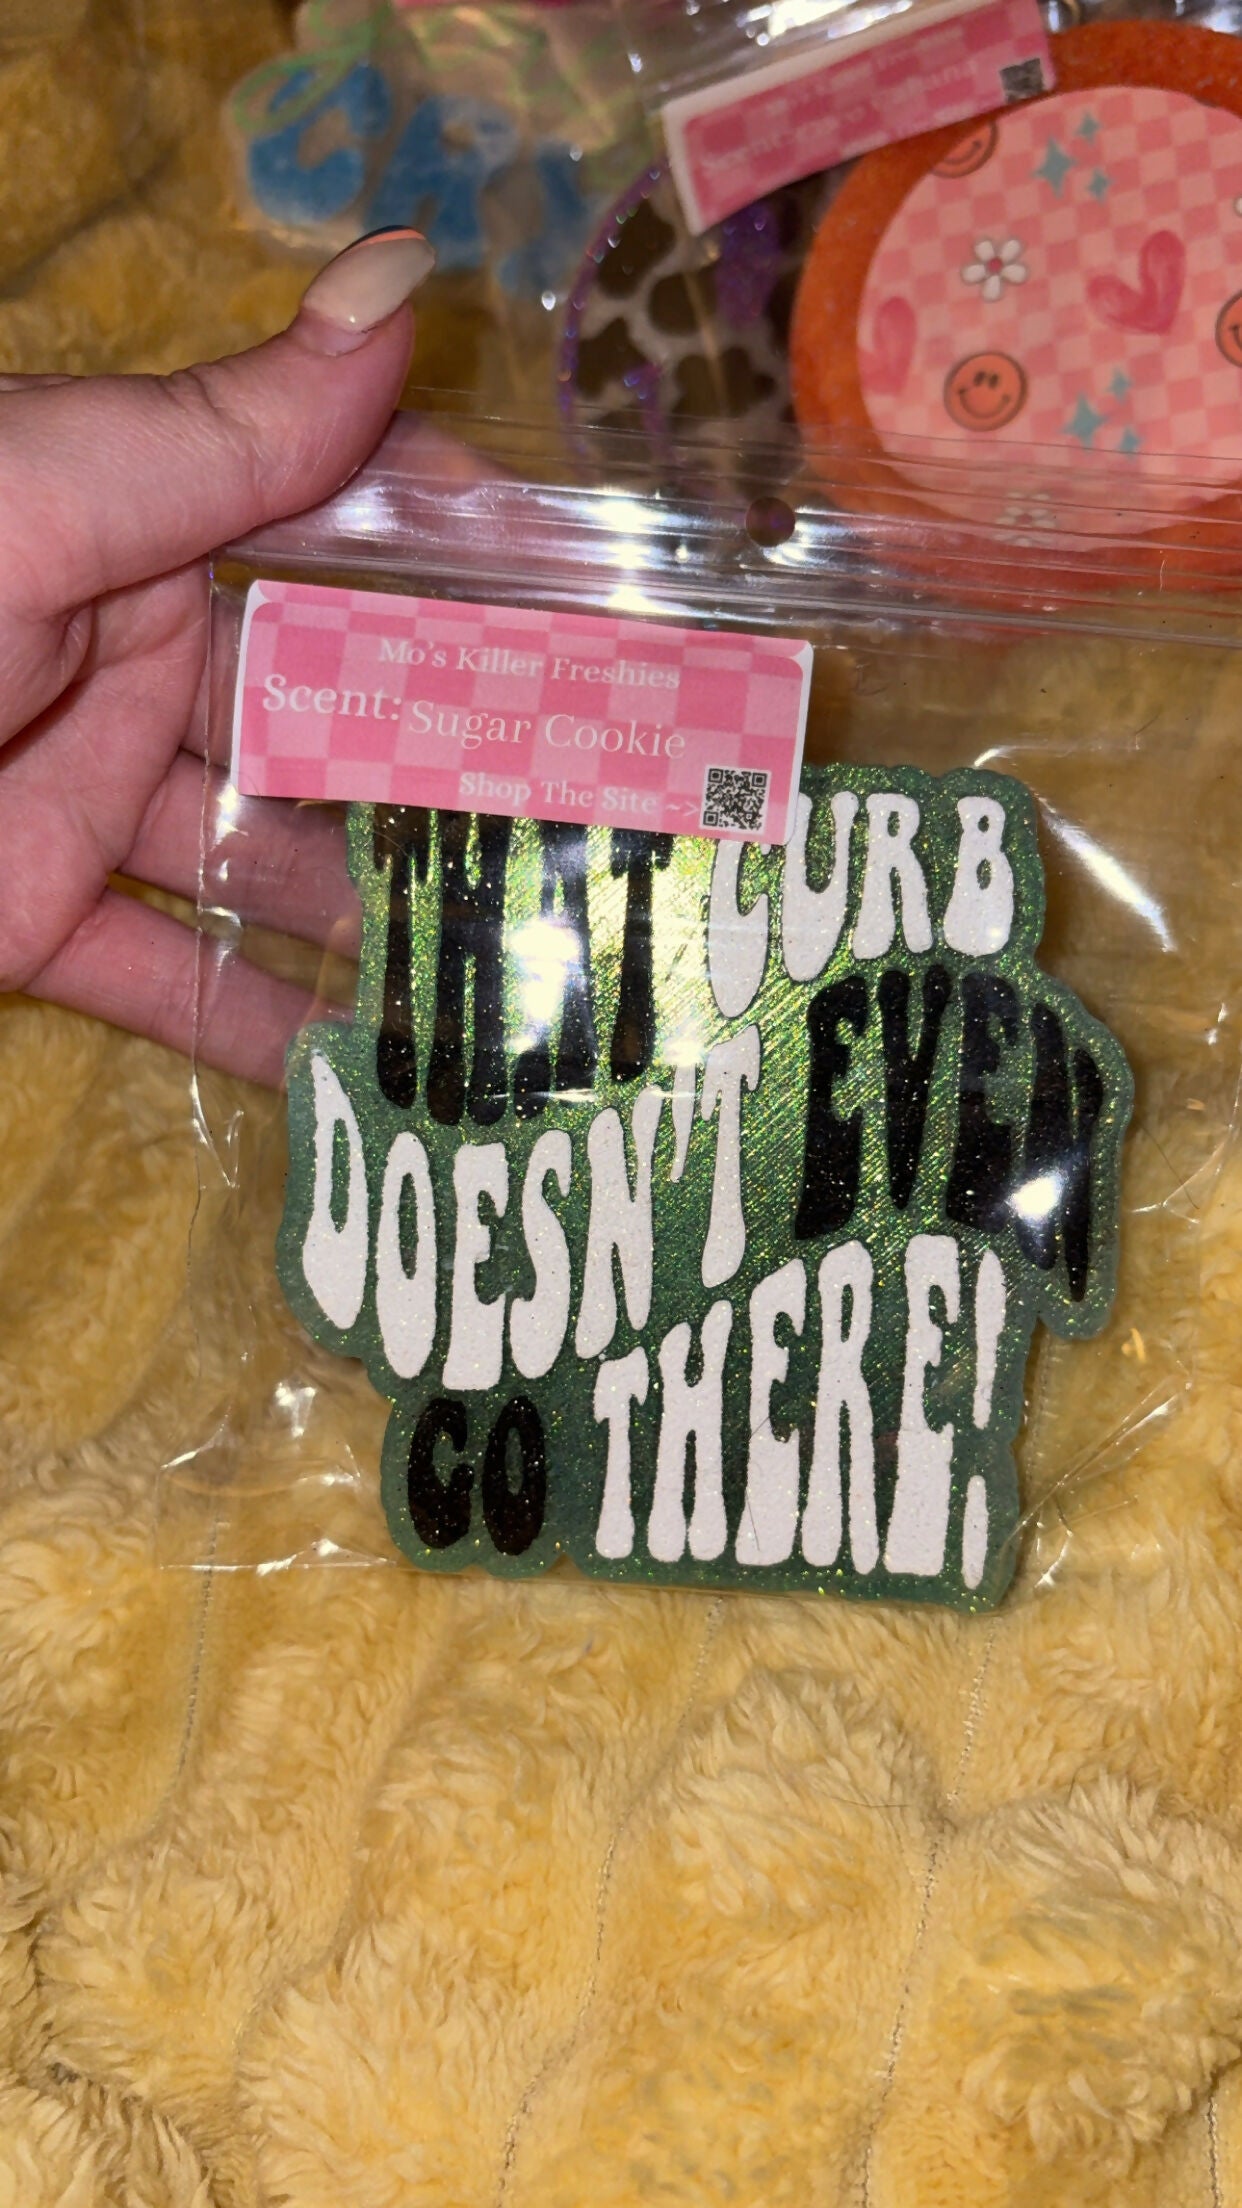 Mo's Killer Freshies
Scent: Sugar Cookie
Shop The Site ~>
THAT CURB
EVEN
DOESN'T
GO THERE!